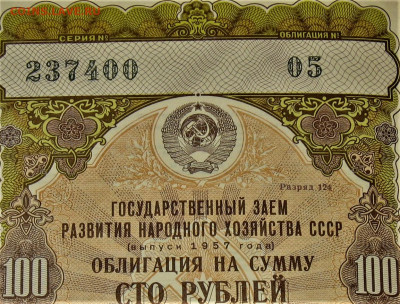 СЕРИЯ № ОБЛИГАЦИЯ №
237400 05
Разряд 124
ГОСУДАРСТВЕННЫЙ ЗАЕМ
РАЗВИТИЯ НАРОДНОГО ХОЗЯЙСТВА СССР
(выпуск 1957 года)
ОБЛИГАЦИЯ НА СУММУ
100 СТО РУБЛЕЙ 100